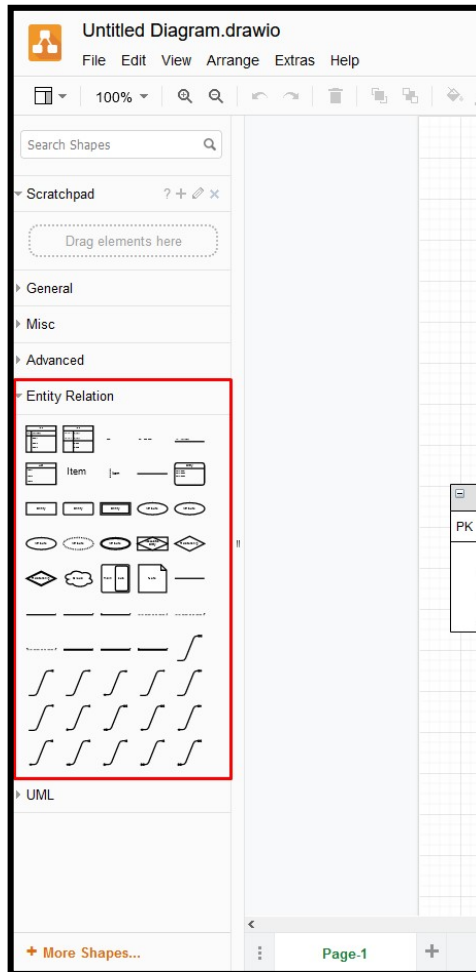 Untitled Diagram.drawio
File Edit View Arrange Extras Help
100%
Search Shapes
Scratchpad ? + ×
Drag elements here
General
Misc
Advanced
Entity Relation
Item
PK
UML
+ More Shapes...
Page-1 +